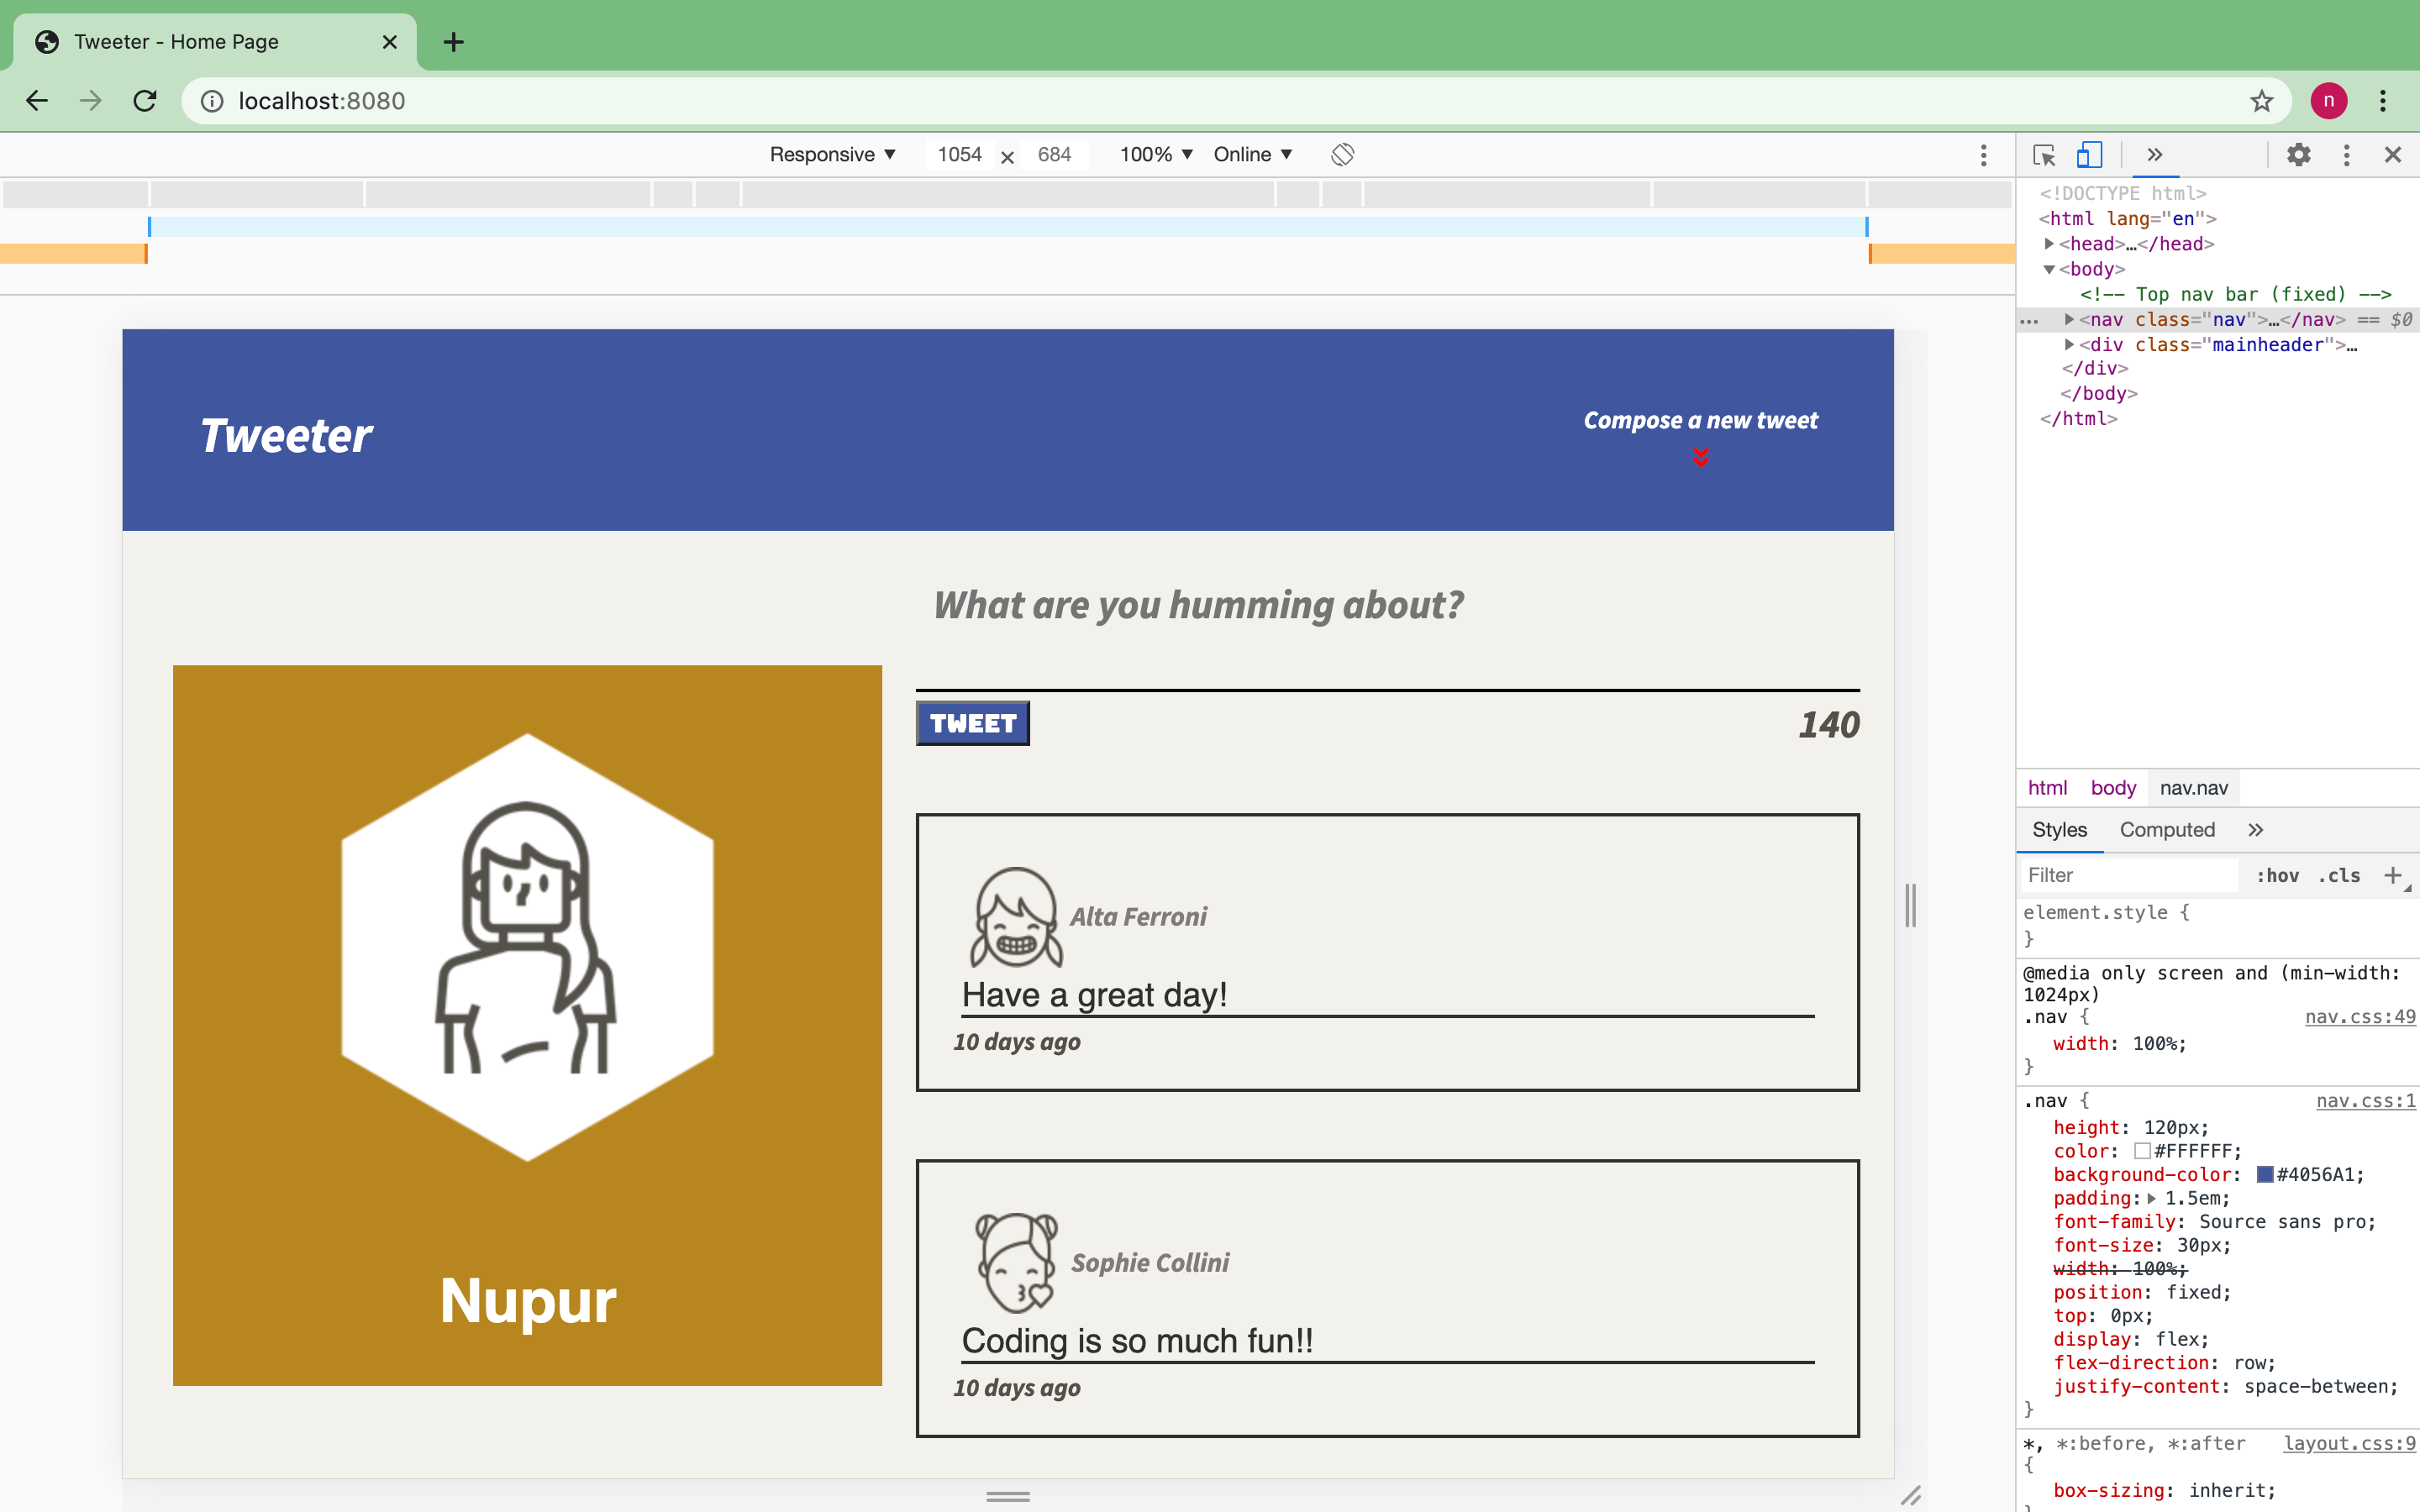 Tweeter - Home Page
localhost:8080
Responsive ▼ 1054 × 684 100% ▼ Online ▼
Tweeter
Compose a new tweet
What are you humming about?
TWEET
140
Alta Ferroni
Have a great day!
10 days ago
Sophie Collini
Coding is so much fun!!
10 days ago
Nupur
n
<!DOCTYPE html>
<html lang="en">
▶<head>…</head>
▼<body>
<!-- Top nav bar (fixed) -->
… ▶<nav class="nav">…</nav> == $0
▶<div class="mainheader">…
</div>
</body>
</html>
html body nav.nav
Styles Computed »
Filter :hov .cls +
element.style {
}
@media only screen and (min-width:
1024px)
.nav { nav.css:49
width: 100%;
}
.nav { nav.css:1
height: 120px;
color: #FFFFFF;
background-color: #4056A1;
padding:▶ 1.5em;
font-family: Source sans pro;
font-size: 30px;
width: 100%;
position: fixed;
top: 0px;
display: flex;
flex-direction: row;
justify-content: space-between;
}
*, *:before, *:after layout.css:9
{
box-sizing: inherit;
}